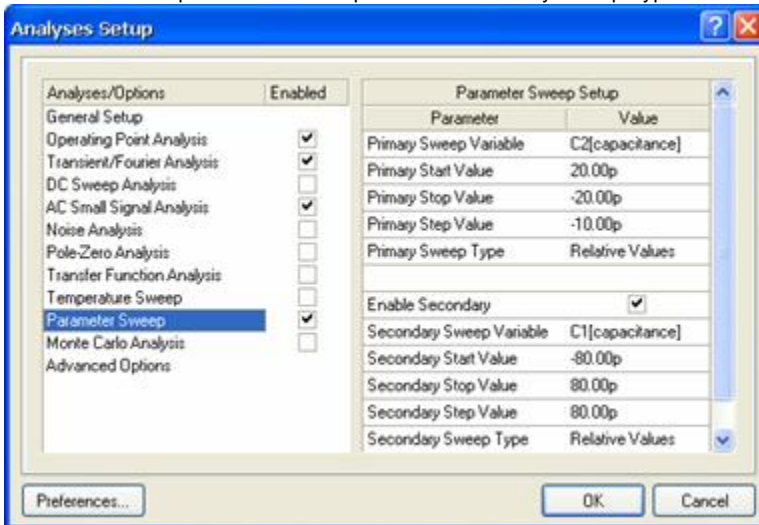 Analyses Setup
Analyses/Options Enabled
General Setup
Operating Point Analysis
Transient/Fourier Analysis
DC Sweep Analysis
AC Small Signal Analysis
Noise Analysis
Pole-Zero Analysis
Transfer Function Analysis
Temperature Sweep
Parameter Sweep
Monte Carlo Analysis
Advanced Options
Parameter Sweep Setup
Parameter Value
Primary Sweep Variable C2[capacitance]
Primary Start Value 20.00p
Primary Stop Value -20.00p
Primary Step Value -10.00p
Primary Sweep Type Relative Values
Enable Secondary
Secondary Sweep Variable C1[capacitance]
Secondary Start Value -80.00p
Secondary Stop Value 80.00p
Secondary Step Value 80.00p
Secondary Sweep Type Relative Values
Preferences... OK Cancel